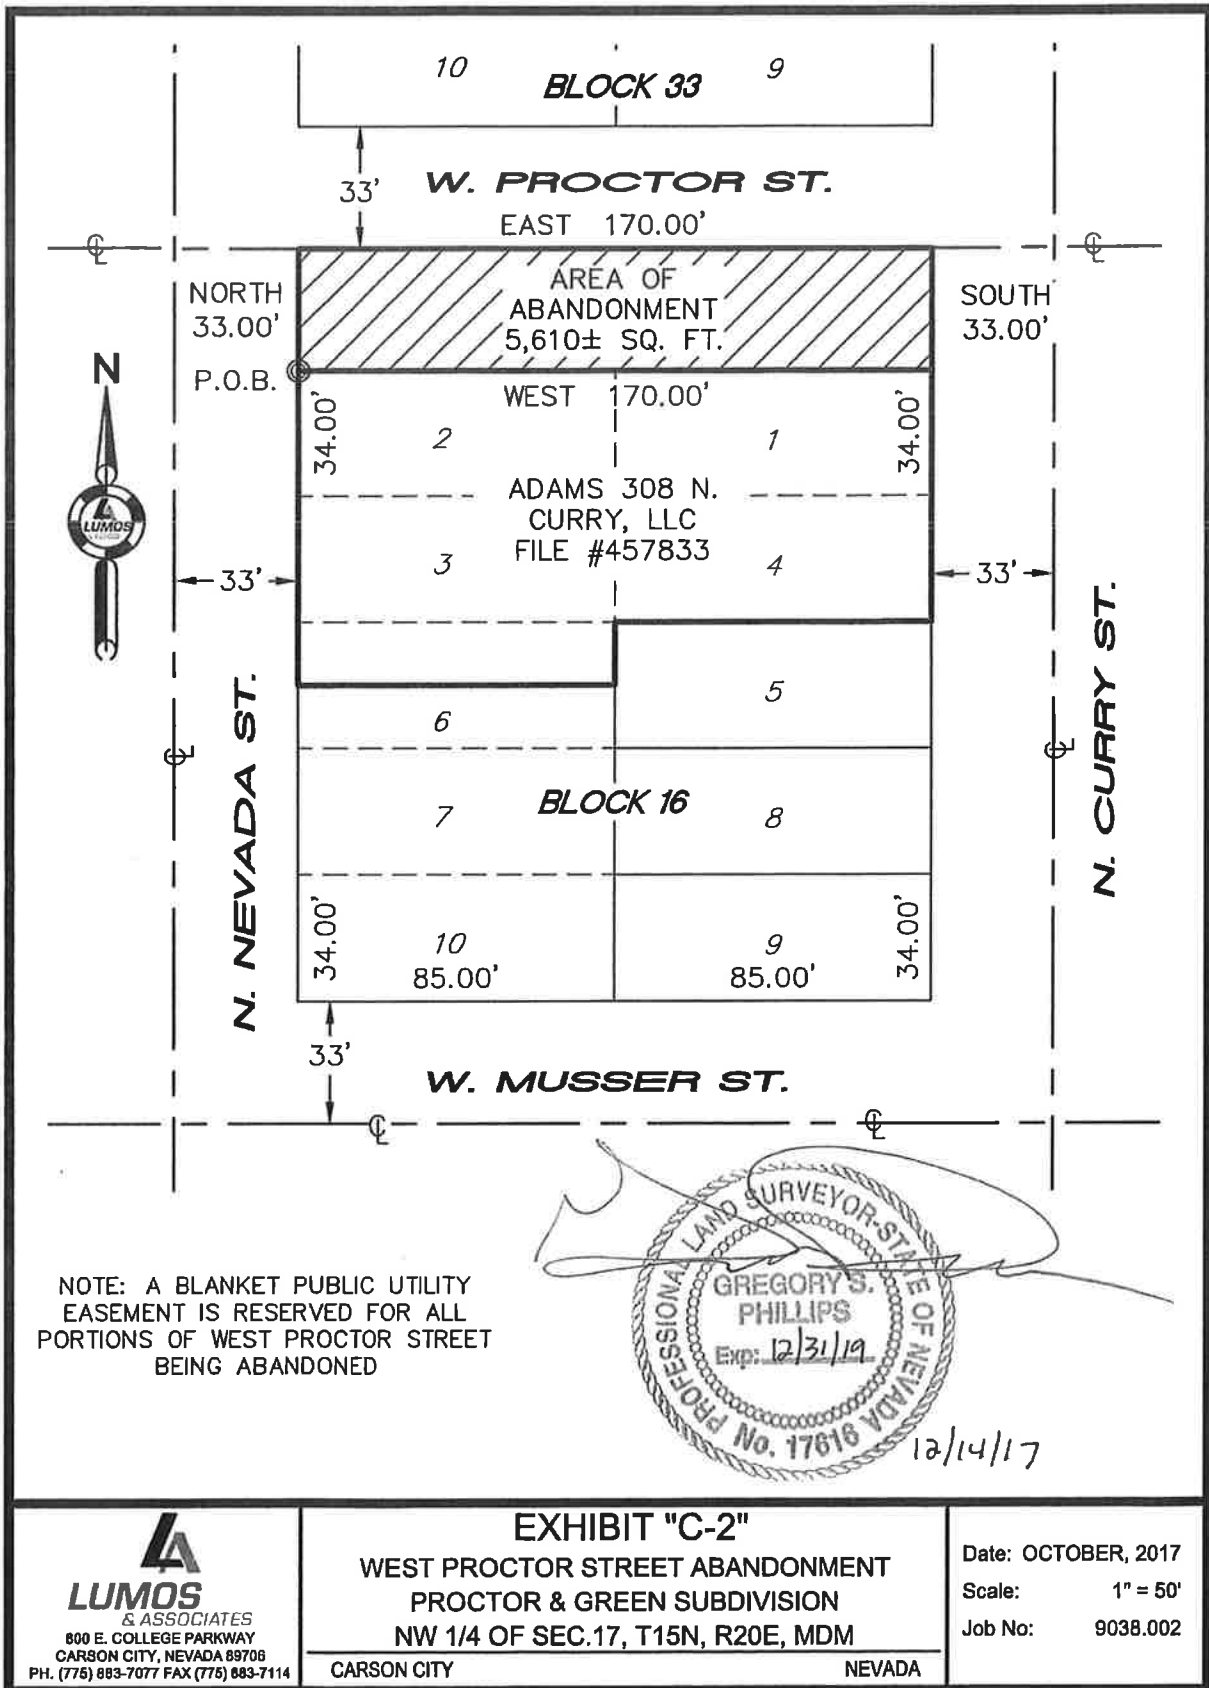 10
BLOCK 33
9
33'
W. PROCTOR ST.
EAST 170.00'
℄
℄
NORTH
33.00'
AREA OF
ABANDONMENT
5,610± SQ. FT.
SOUTH
33.00'
P.O.B.
WEST 170.00'
N
34.00'
2
1
34.00'
ADAMS 308 N.
CURRY, LLC
FILE #457833
LUMOS
3
4
33'
33'
N. NEVADA ST.
N. CURRY ST.
5
6
℄
℄
BLOCK 16
7
8
34.00'
10
85.00'
9
85.00'
34.00'
33'
W. MUSSER ST.
℄
℄
NOTE: A BLANKET PUBLIC UTILITY
EASEMENT IS RESERVED FOR ALL
PORTIONS OF WEST PROCTOR STREET
BEING ABANDONED
PROFESSIONAL LAND SURVEYOR-STATE OF NEVADA
GREGORY S.
PHILLIPS
Exp: 12/31/19
No. 17616
12/14/17
LUMOS
& ASSOCIATES
800 E. COLLEGE PARKWAY
CARSON CITY, NEVADA 89706
PH. (775) 883-7077 FAX (775) 883-7114
EXHIBIT "C-2"
WEST PROCTOR STREET ABANDONMENT
PROCTOR & GREEN SUBDIVISION
NW 1/4 OF SEC.17, T15N, R20E, MDM
CARSON CITY NEVADA
Date: OCTOBER, 2017
Scale: 1" = 50'
Job No: 9038.002